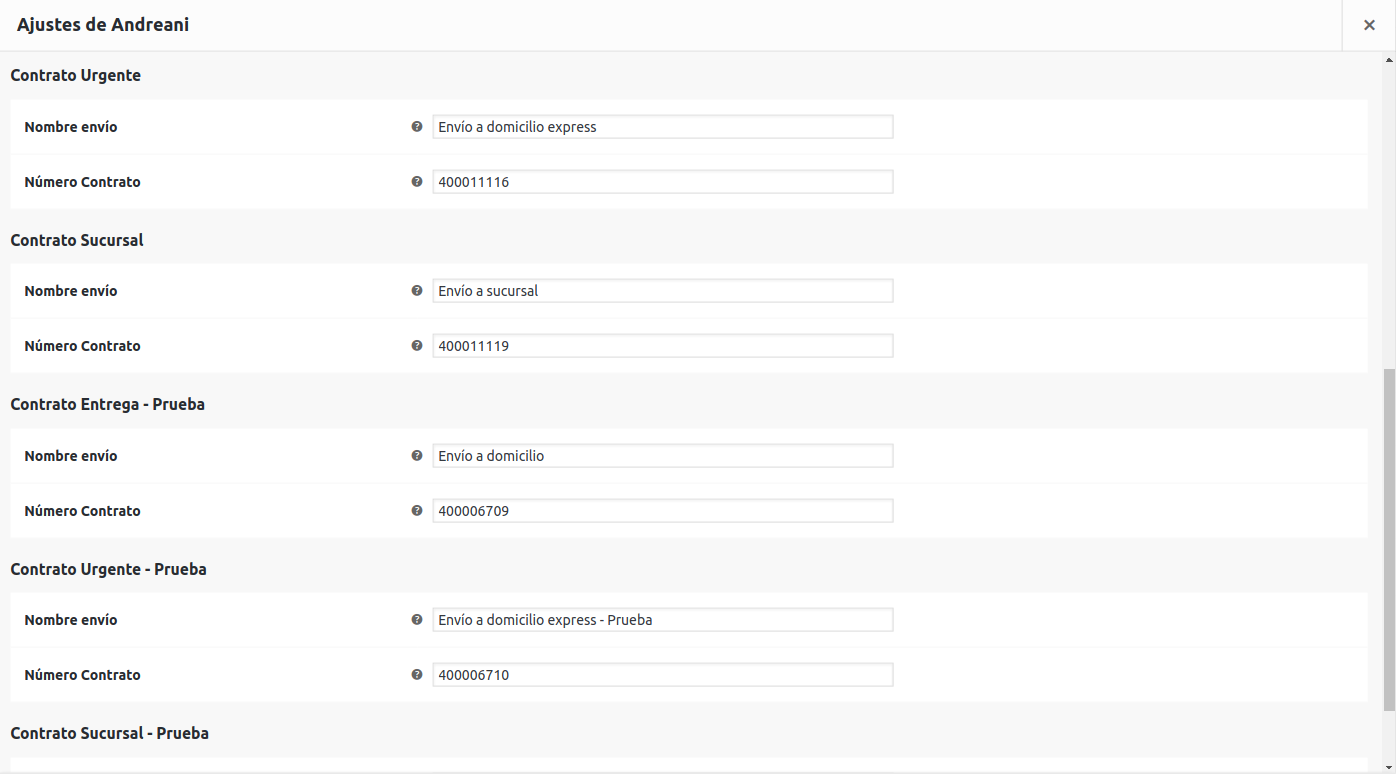 Ajustes de Andreani
Contrato Urgente
Nombre envío Envío a domicilio express
Número Contrato 400011116
Contrato Sucursal
Nombre envío Envío a sucursal
Número Contrato 400011119
Contrato Entrega - Prueba
Nombre envío Envío a domicilio
Número Contrato 400006709
Contrato Urgente - Prueba
Nombre envío Envío a domicilio express - Prueba
Número Contrato 400006710
Contrato Sucursal - Prueba